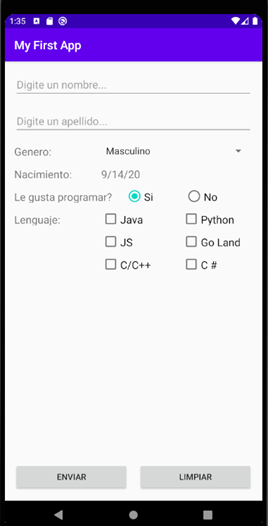 1:35
My First App
Digite un nombre...
Digite un apellido...
Genero: Masculino
Nacimiento: 9/14/20
Le gusta programar? Si No
Lenguaje: Java Python
JS Go Land
C/C++ C #
ENVIAR LIMPIAR